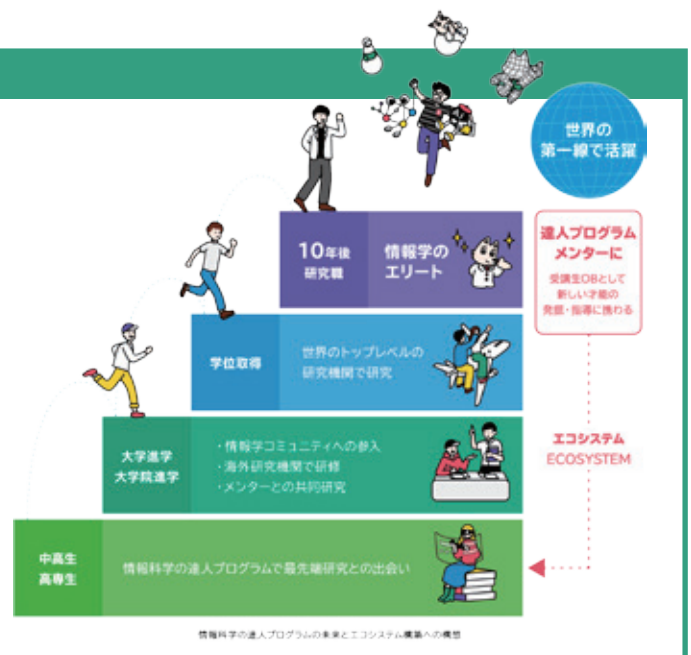 世界の
第一線で活躍
10年後
研究職
情報学の
エリート
達人プログラム
メンターに
受講生OBとして
新しい才能の
発掘・指導に携わる
学位取得
世界のトップレベルの
研究機関で研究
大学進学
大学院進学
・情報学コミュニティへの参入
・海外研究機関で研修
・メンターとの共同研究
エコシステム
ECOSYSTEM
中高生
高専生
情報科学の達人プログラムで最先端研究との出会い
情報科学の達人プログラムの未来とエコシステム構築への構想